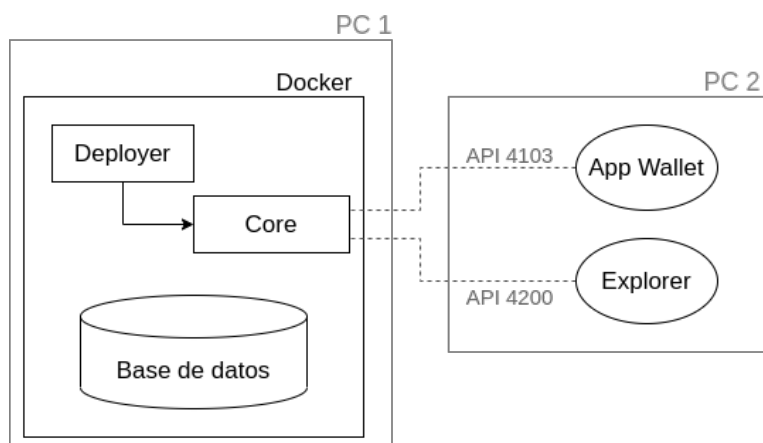 PC 1
Docker
PC 2
Deployer
API 4103
App Wallet
Core
Explorer
API 4200
Base de datos